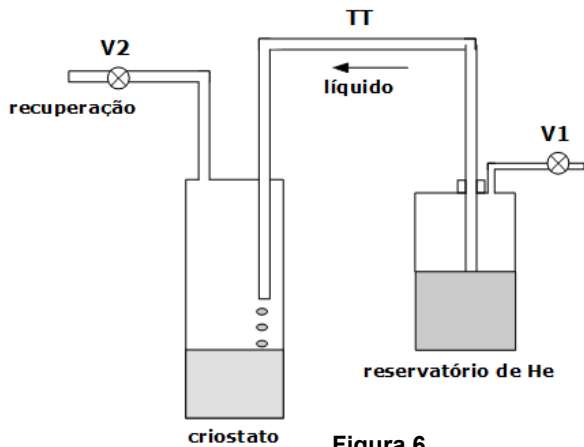 TT
V2
líquido
recuperação
V1
reservatório de He
criostato
Figura 6